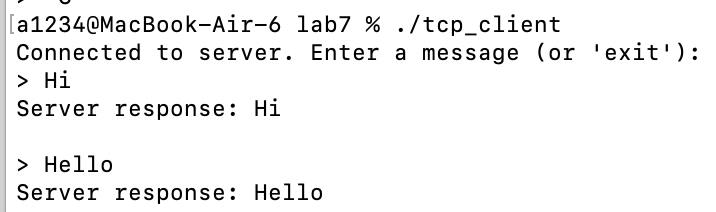 [a1234@MacBook-Air-6 lab7 % ./tcp_client
Connected to server. Enter a message (or 'exit'):
> Hi
Server response: Hi
> Hello
Server response: Hello